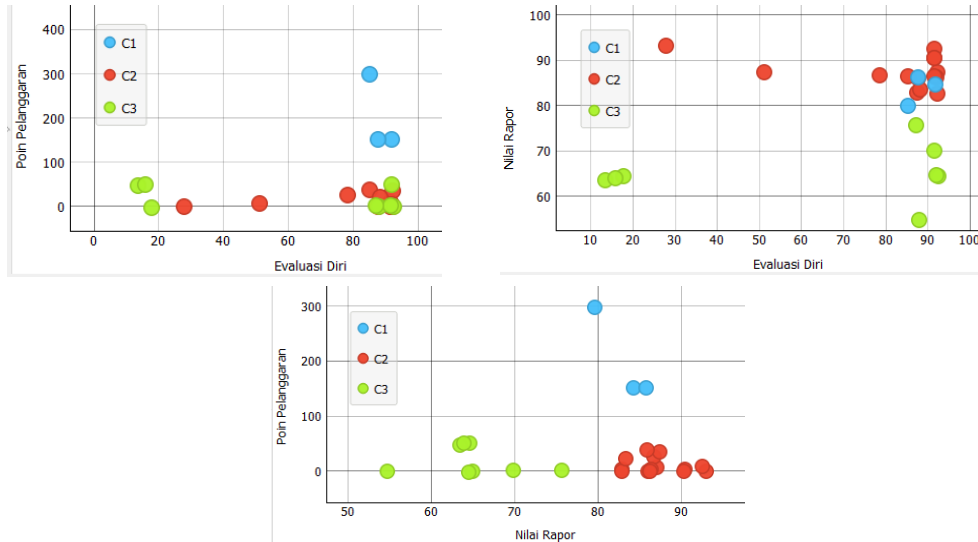 Poin Pelanggaran
400
300
200
100
0
C1
C2
C3
0 20 40 60 80 100
Evaluasi Diri
Nilai Rapor
100
90
80
70
60
C1
C2
C3
10 20 30 40 50 60 70 80 90 100
Evaluasi Diri
Poin Pelanggaran
300
200
100
0
C1
C2
C3
50 60 70 80 90
Nilai Rapor